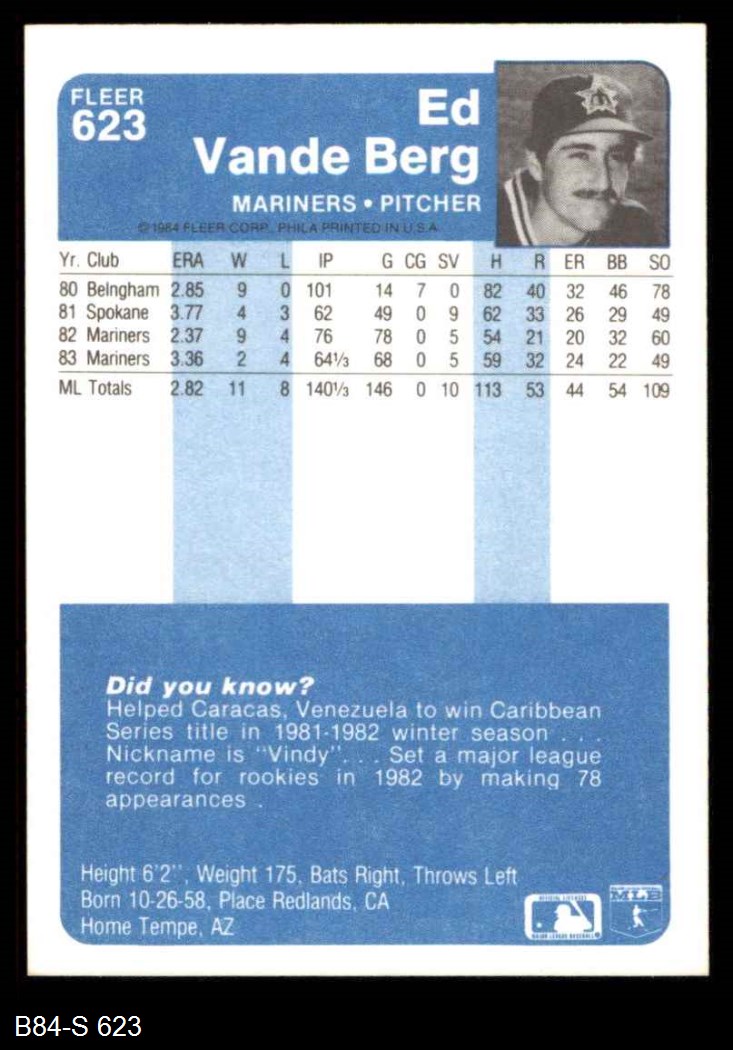 FLEER
623
Ed
Vande Berg
MARINERS • PITCHER
©1984 FLEER CORP., PHILA PRINTED IN U.S.A.
Yr. Club ERA W L IP G CG SV H R ER BB SO
80 Belngham 2.85 9 0 101 14 7 0 82 40 32 46 78
81 Spokane 3.77 4 3 62 49 0 9 62 33 26 29 49
82 Mariners 2.37 9 4 76 78 0 5 54 21 20 32 60
83 Mariners 3.36 2 4 64⅓ 68 0 5 59 32 24 22 49
ML Totals 2.82 11 8 140⅓ 146 0 10 113 53 44 54 109
Did you know?
Helped Caracas, Venezuela to win Caribbean
Series title in 1981-1982 winter season . . .
Nickname is "Vindy". . . Set a major league
record for rookies in 1982 by making 78
appearances .
Height 6'2", Weight 175, Bats Right, Throws Left
Born 10-26-58, Place Redlands, CA
Home Tempe, AZ
MLB
B84-S 623